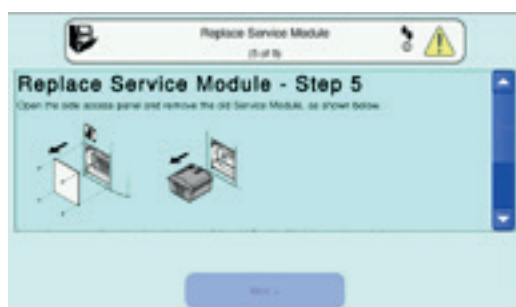 Replace Service Module
(5 of 9)
Replace Service Module - Step 5
Open the side access panel and remove the old Service Module, as shown below.